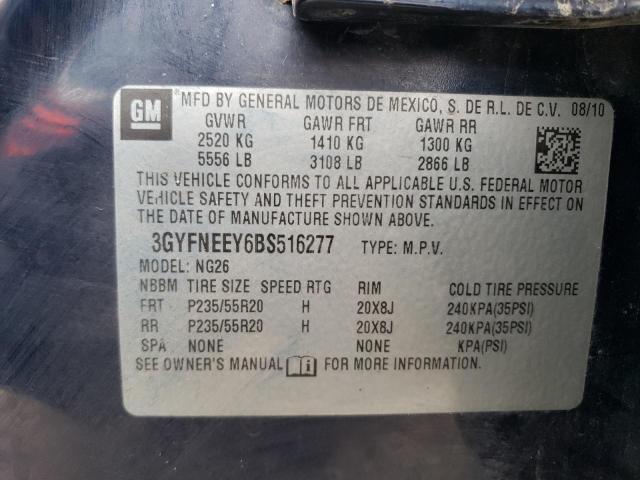 GM MFD BY GENERAL MOTORS DE MEXICO, S. DE R.L. DE C.V. 08/10
GVWR GAWR FRT GAWR RR
2520 KG 1410 KG 1300 KG
5556 LB 3108 LB 2866 LB
THIS VEHICLE CONFORMS TO ALL APPLICABLE U.S. FEDERAL MOTOR
VEHICLE SAFETY AND THEFT PREVENTION STANDARDS IN EFFECT ON
THE DATE OF MANUFACTURE SHOWN ABOVE.
3GYFNEEY6BS516277 TYPE: M.P.V.
MODEL: NG26
NBBM TIRE SIZE SPEED RTG RIM COLD TIRE PRESSURE
FRT P235/55R20 H 20X8J 240KPA(35PSI)
RR P235/55R20 H 20X8J 240KPA(35PSI)
SPA NONE NONE KPA(PSI)
SEE OWNER'S MANUAL i FOR MORE INFORMATION.